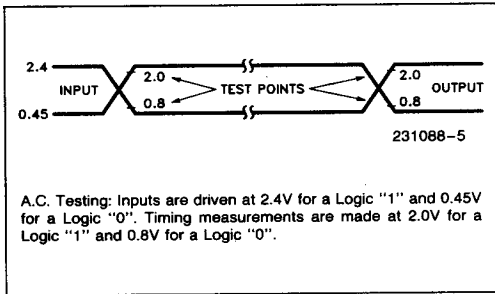 2.4
INPUT
0.45
2.0
0.8
TEST POINTS
2.0
0.8
OUTPUT
231088-5
A.C. Testing: Inputs are driven at 2.4V for a Logic "1" and 0.45V
for a Logic "0". Timing measurements are made at 2.0V for a
Logic "1" and 0.8V for a Logic "0".